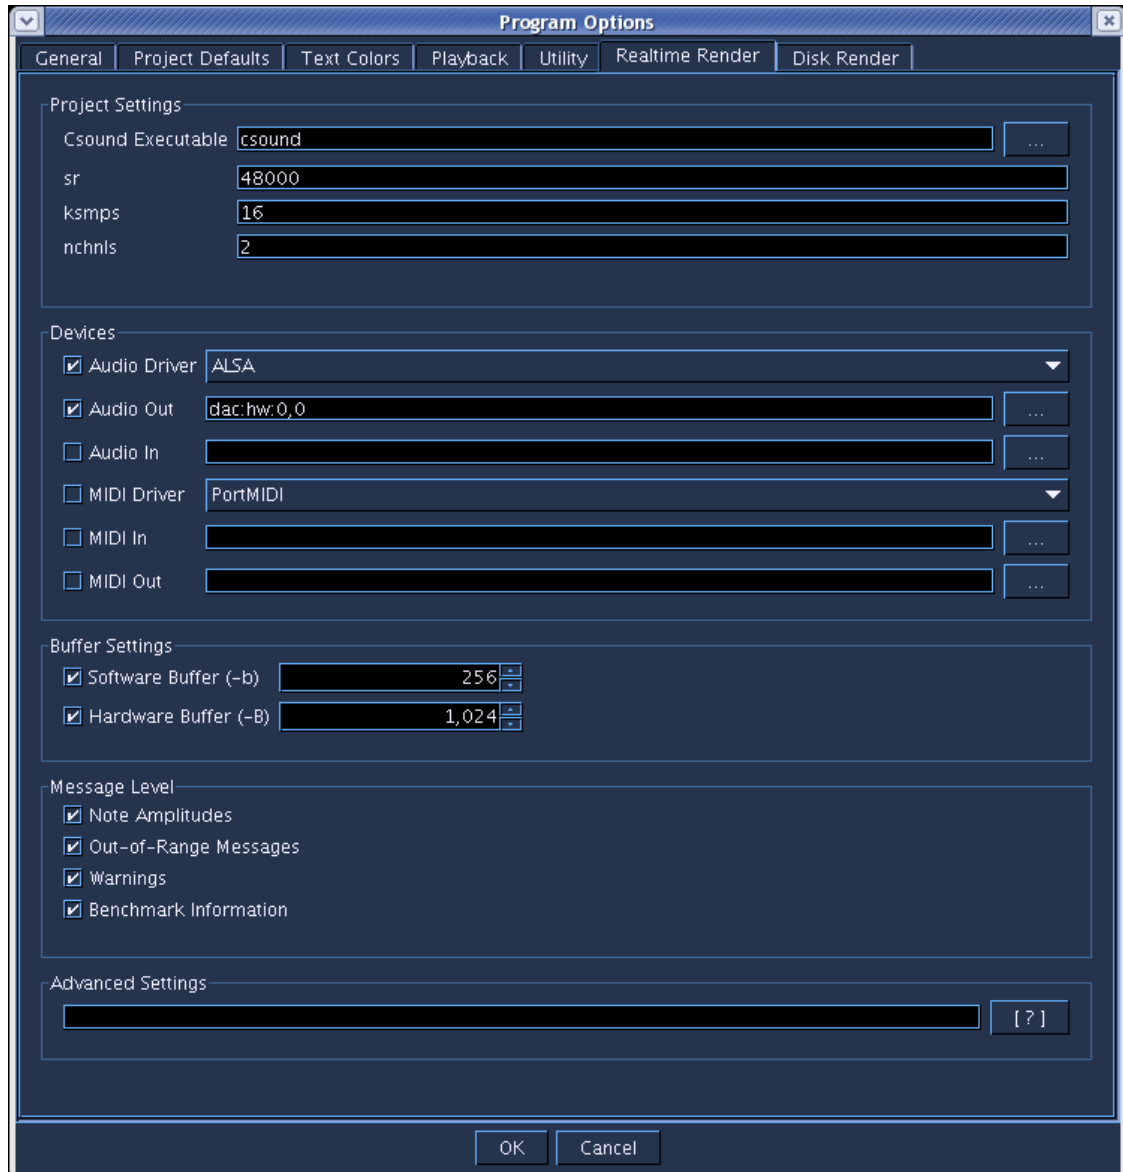 Program Options
General Project Defaults Text Colors Playback Utility Realtime Render Disk Render
Project Settings
Csound Executable csound ...
sr 48000
ksmps 16
nchnls 2
Devices
Audio Driver ALSA
Audio Out dac:hw:0,0 ...
Audio In ...
MIDI Driver PortMIDI
MIDI In ...
MIDI Out ...
Buffer Settings
Software Buffer (-b) 256
Hardware Buffer (-B) 1,024
Message Level
Note Amplitudes
Out-of-Range Messages
Warnings
Benchmark Information
Advanced Settings
[ ? ]
OK Cancel